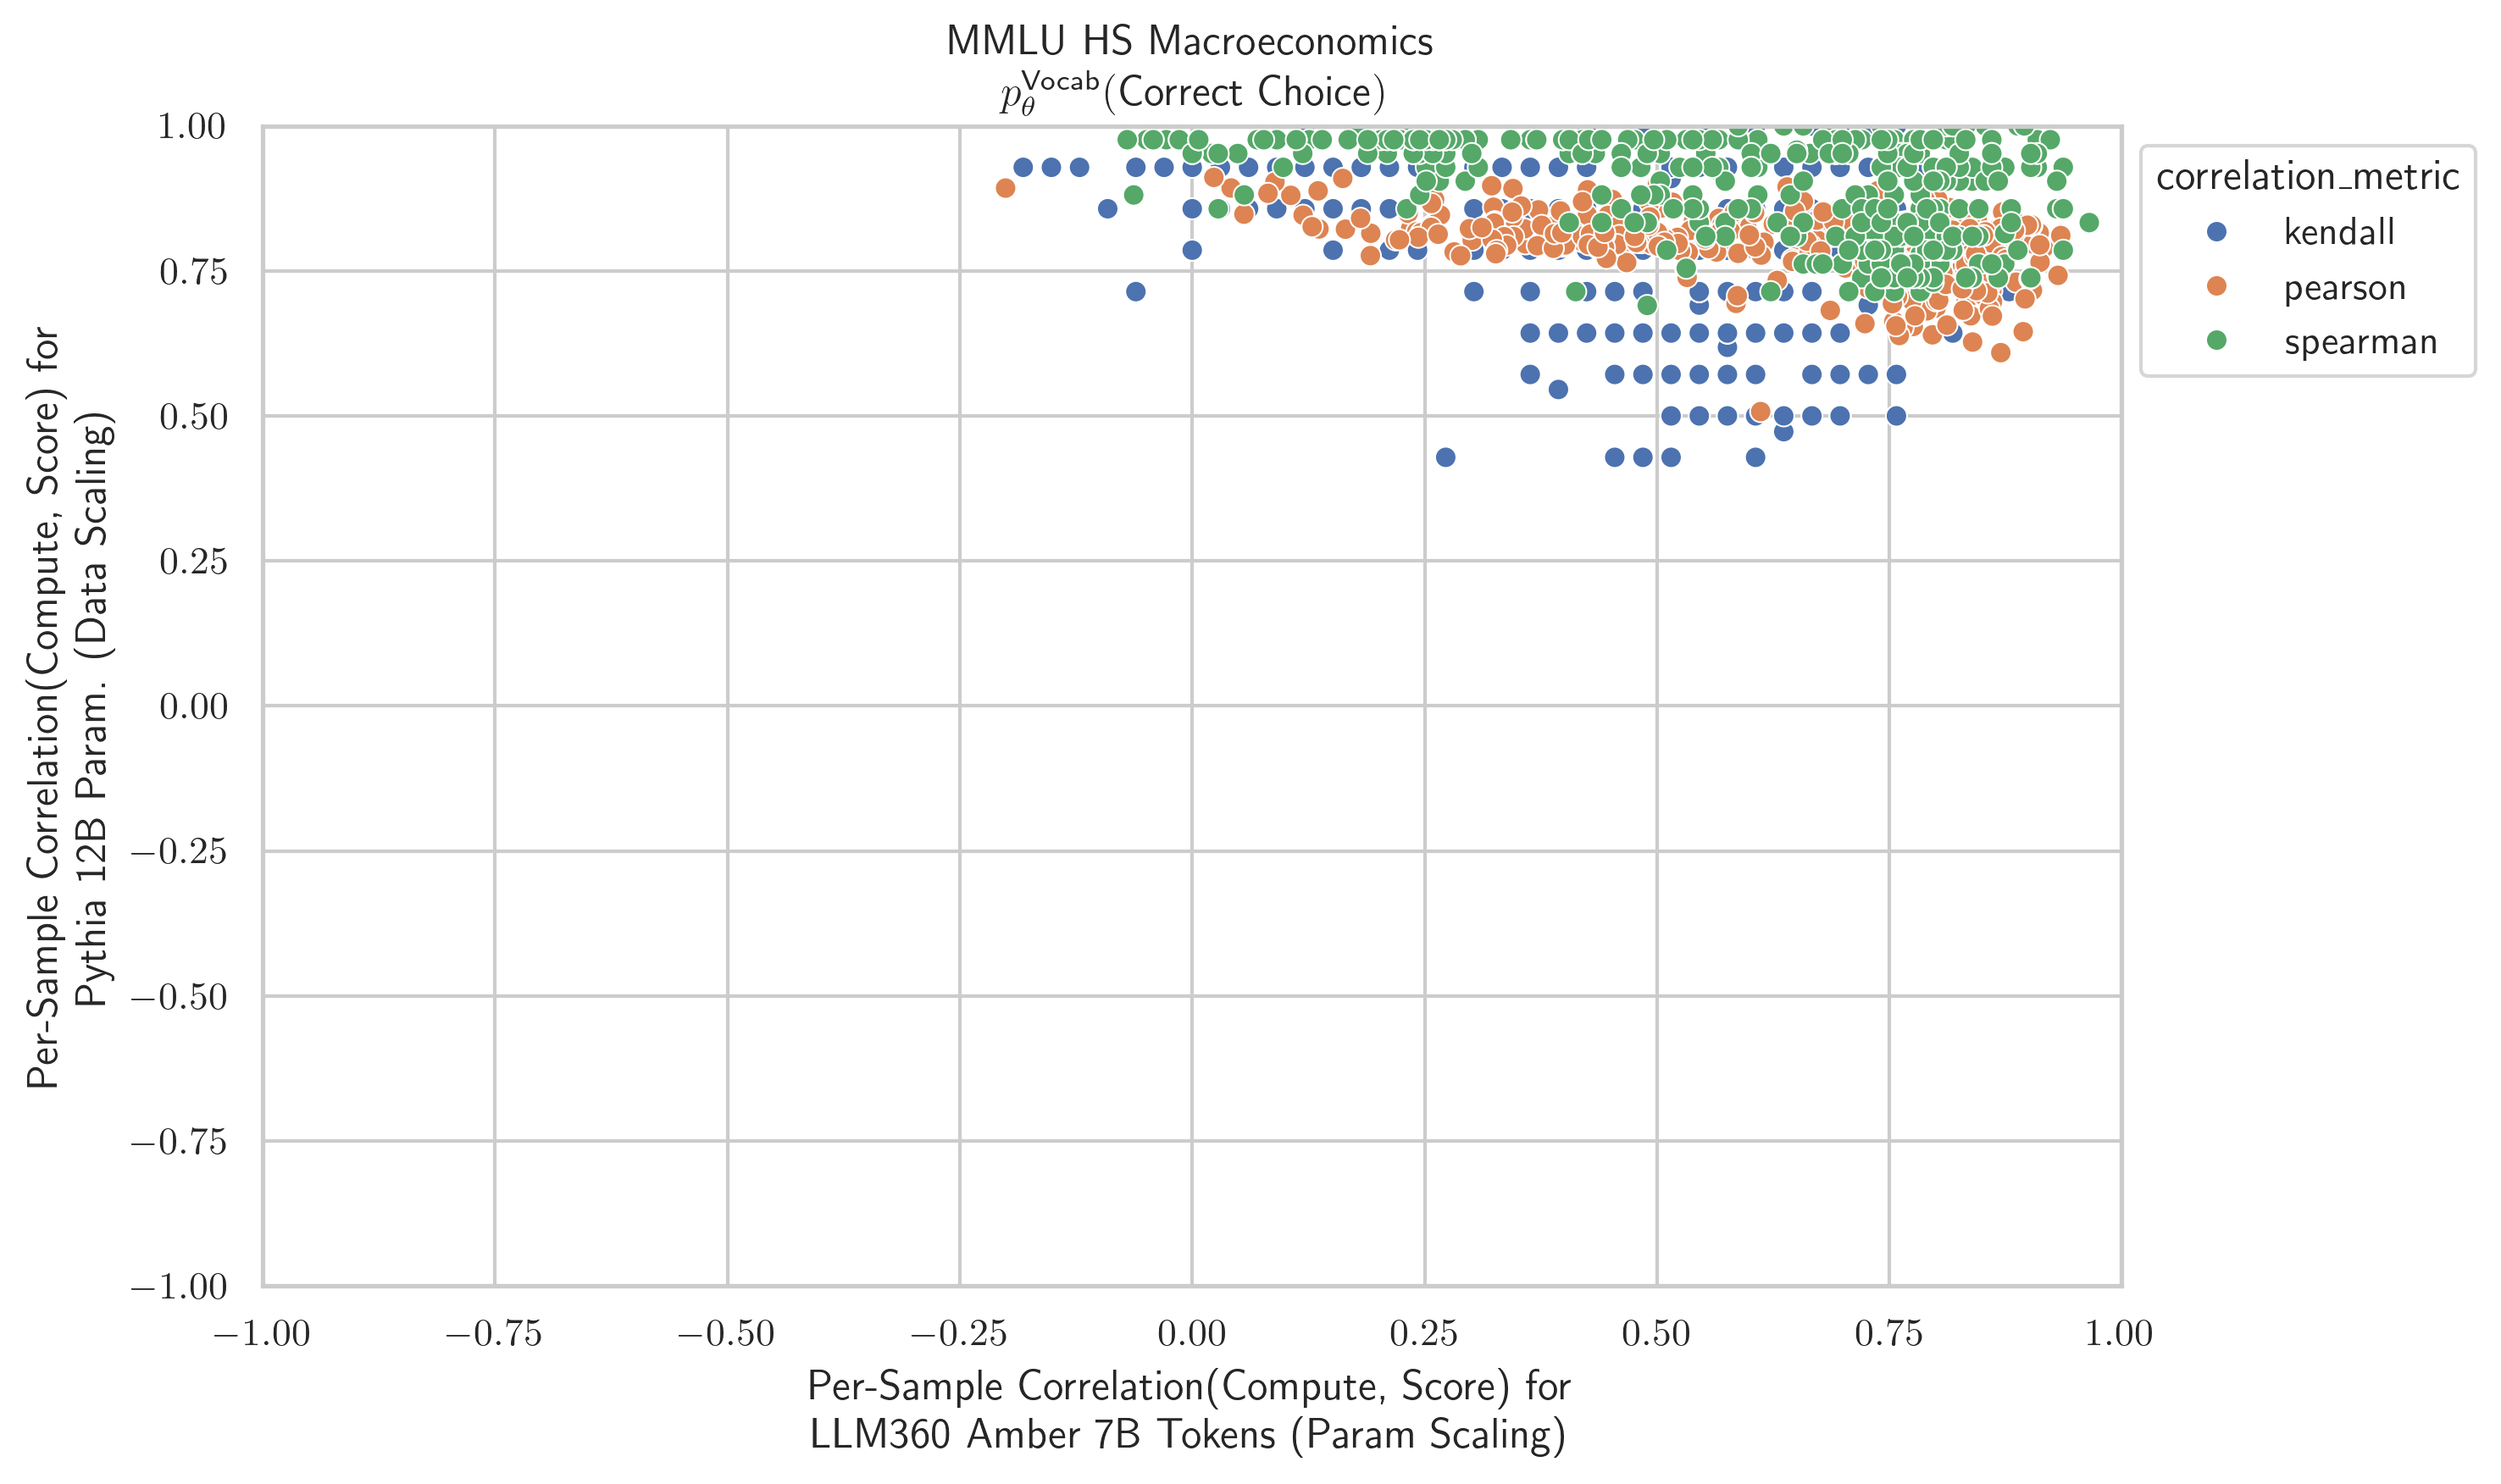 MMLU HS Macroeconomics
p_θ^Vocab(Correct Choice)
Per-Sample Correlation(Compute, Score) for
Pythia 12B Param. (Data Scaling)
1.00
0.75
0.50
0.25
0.00
−0.25
−0.50
−0.75
−1.00
−1.00 −0.75 −0.50 −0.25 0.00 0.25 0.50 0.75 1.00
Per-Sample Correlation(Compute, Score) for
LLM360 Amber 7B Tokens (Param Scaling)
correlation_metric
kendall
pearson
spearman